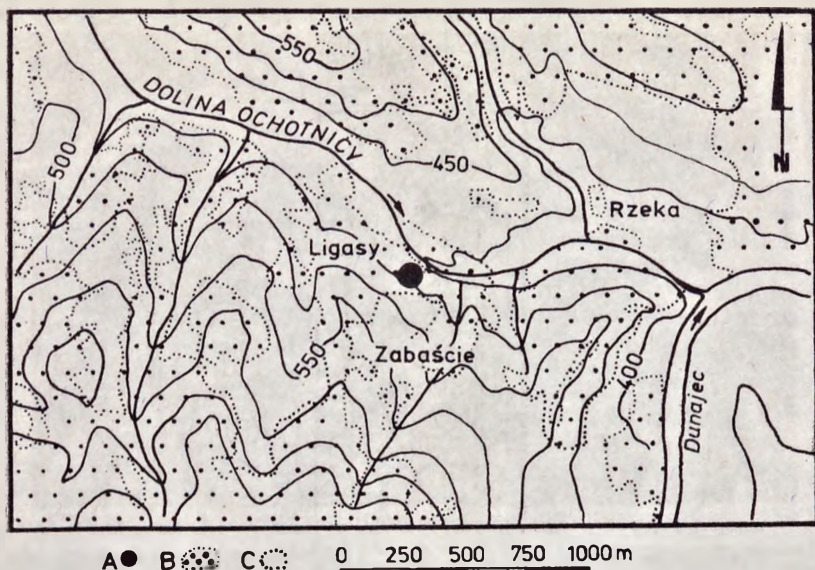 550
DOLINA OCHOTNICY
500
450
N
Rzeka
Ligasy
550
Zabaście
400
Dunajec
A B C 0 250 500 750 1000 m